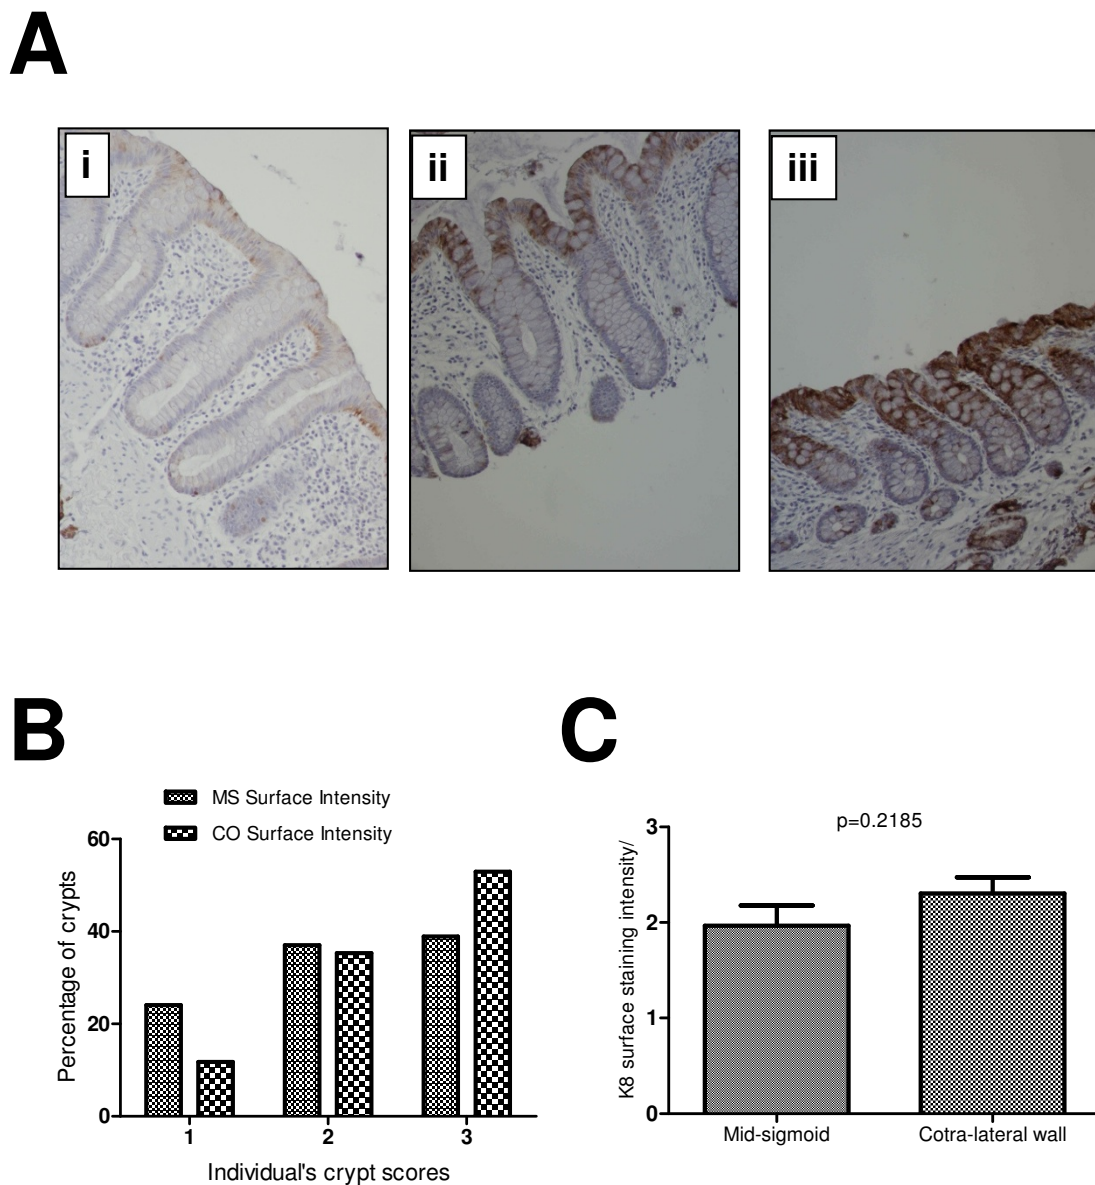 A
i
ii
iii
B
C
MS Surface Intensity
CO Surface Intensity
60
40
20
0
Percentage of crypts
1
2
3
Individual's crypt scores
p=0.2185
3
2
1
0
K8 surface staining intensity/
Mid-sigmoid
Cotra-lateral wall